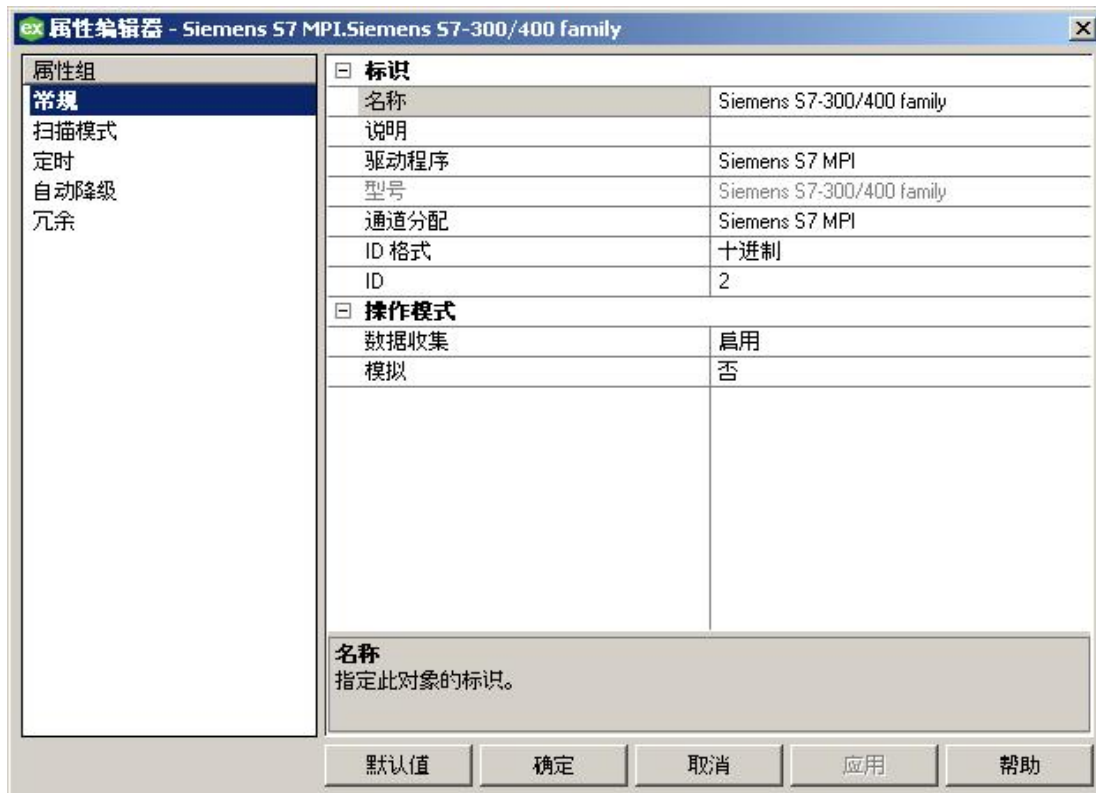 ex 属性编辑器 - Siemens S7 MPI.Siemens S7-300/400 family
属性组
常规
扫描模式
定时
自动降级
冗余
标识
名称 Siemens S7-300/400 family
说明
驱动程序 Siemens S7 MPI
型号 Siemens S7-300/400 family
通道分配 Siemens S7 MPI
ID 格式 十进制
ID 2
操作模式
数据收集 启用
模拟 否
名称
指定此对象的标识。
默认值 确定 取消 应用 帮助